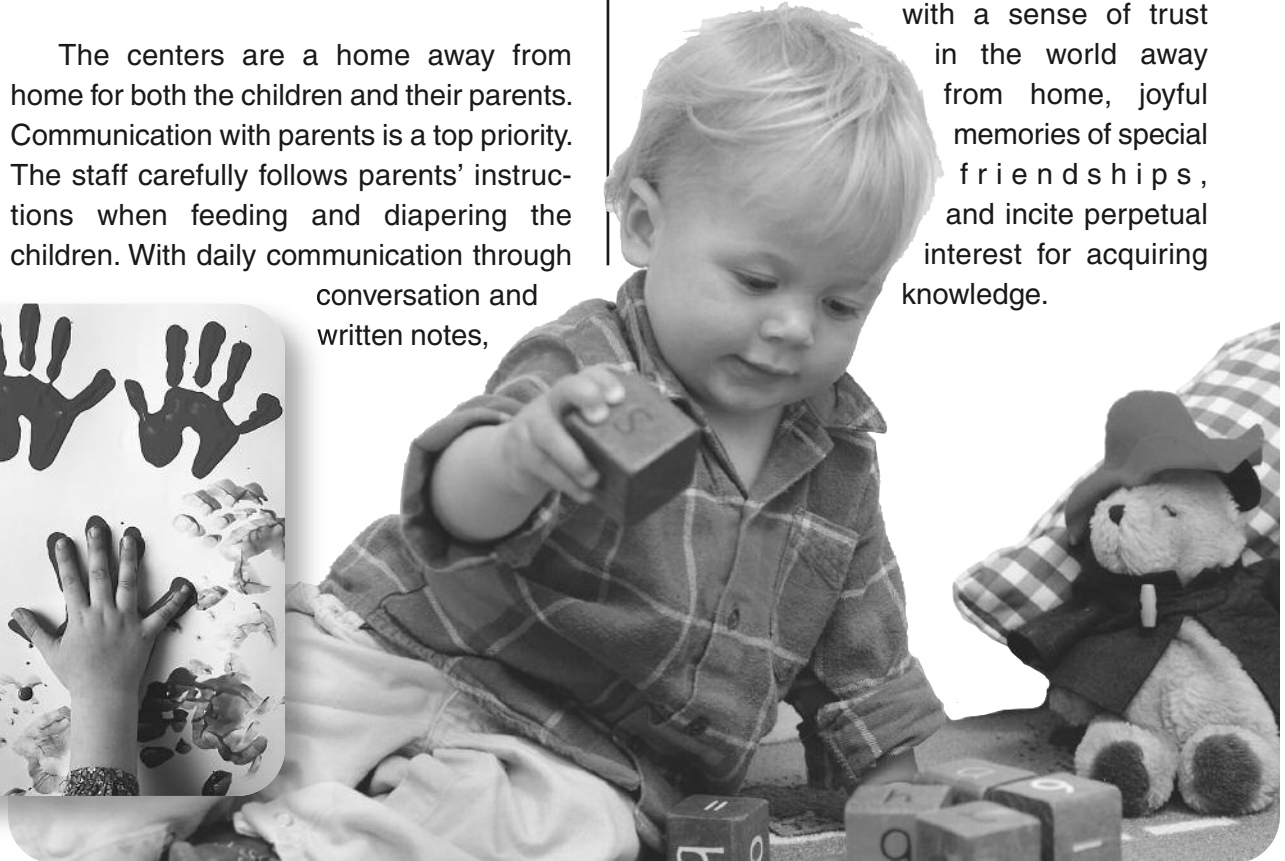 The centers are a home away from
home for both the children and their parents.
Communication with parents is a top priority.
The staff carefully follows parents’ instruc-
tions when feeding and diapering the
children. With daily communication through
conversation and
written notes,
with a sense of trust
in the world away
from home, joyful
memories of special
friendships,
and incite perpetual
interest for acquiring
knowledge.
S